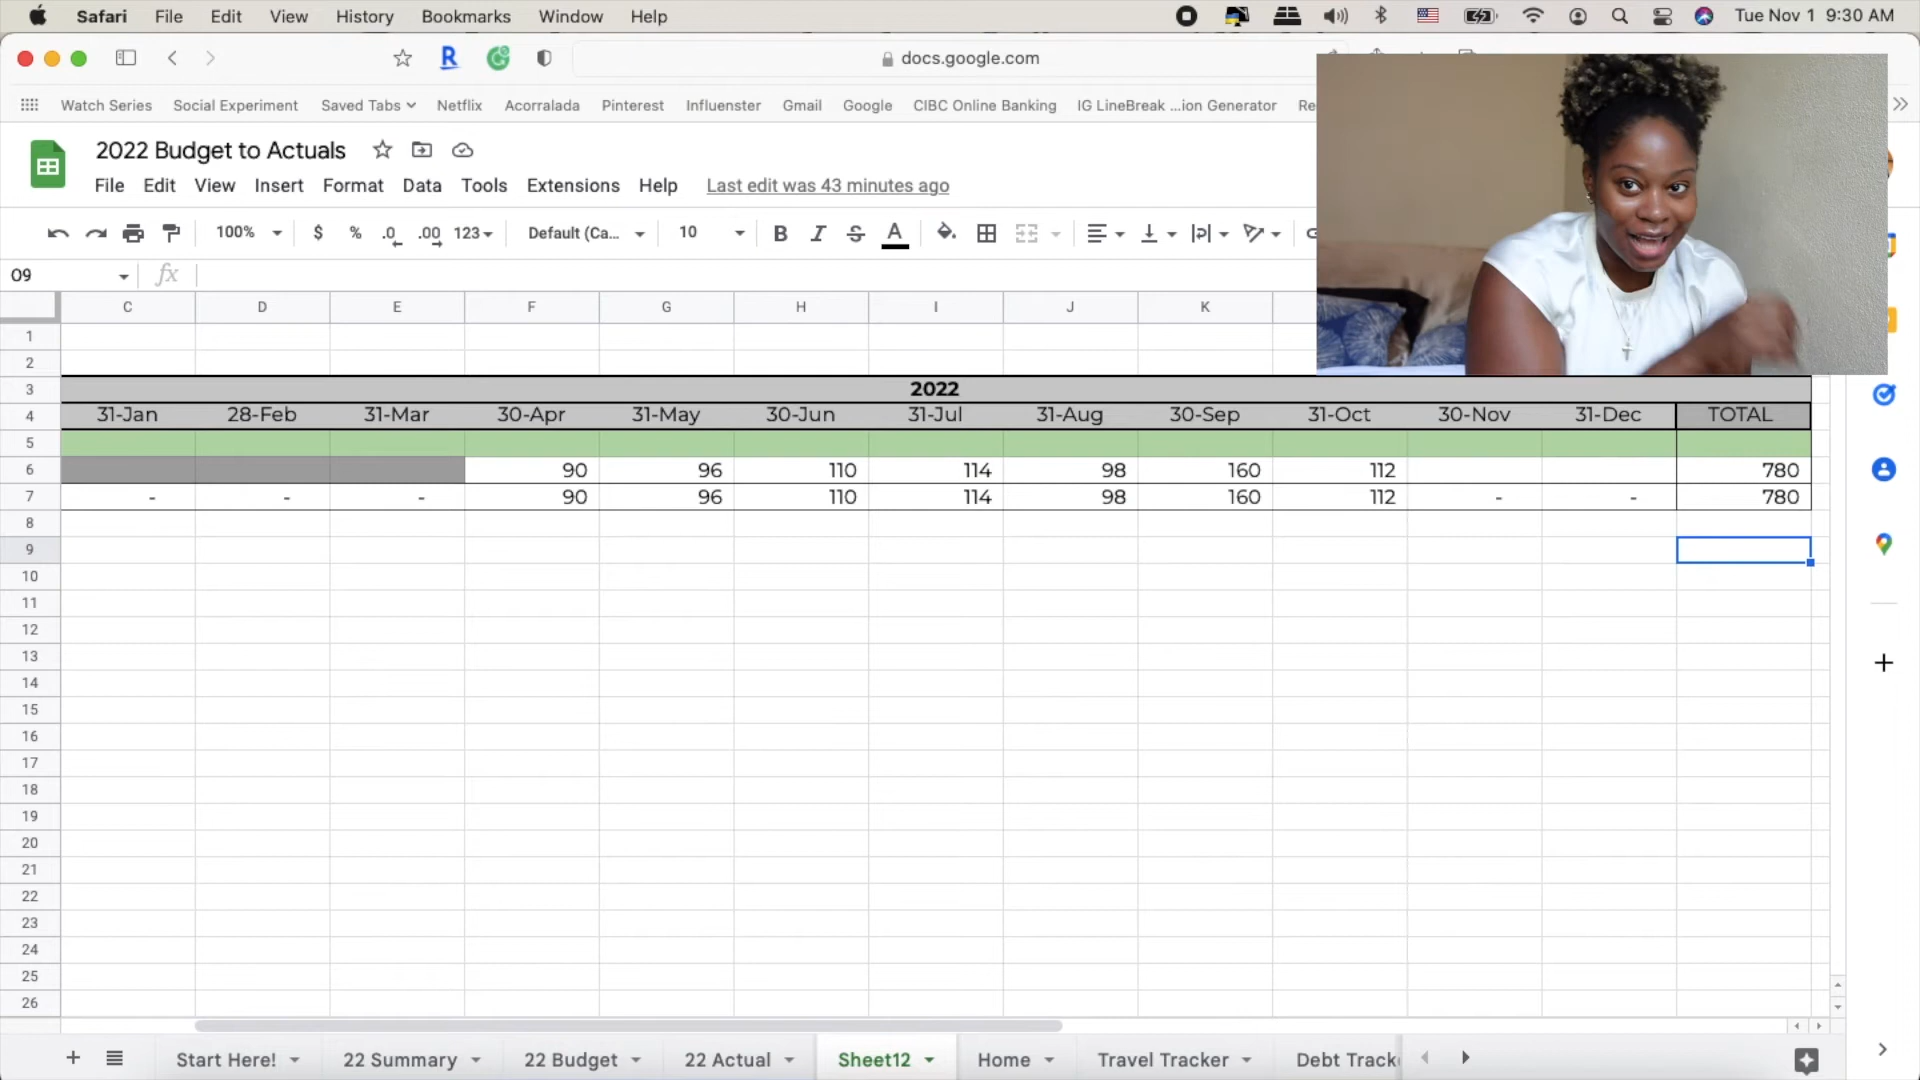 Safari File Edit View History Bookmarks Window Help Tue Nov 1 9:30 AM
docs.google.com
Watch Series Social Experiment Saved Tabs Netflix Acorralada Pinterest Influenster Gmail Google CIBC Online Banking IG LineBreak ...ion Generator Re
2022 Budget to Actuals
File Edit View Insert Format Data Tools Extensions Help Last edit was 43 minutes ago
100% $ % .0 .00 123 Default (Ca... 10 B I S A
O9 fx
C D E F G H I J K
1
2
3 2022
4 31-Jan 28-Feb 31-Mar 30-Apr 31-May 30-Jun 31-Jul 31-Aug 30-Sep 31-Oct 30-Nov 31-Dec TOTAL
5
6 90 96 110 114 98 160 112 780
7 - - - 90 96 110 114 98 160 112 - - 780
8
9
10
11
12
13
14
15
16
17
18
19
20
21
22
23
24
25
26
Start Here! 22 Summary 22 Budget 22 Actual Sheet12 Home Travel Tracker Debt Track